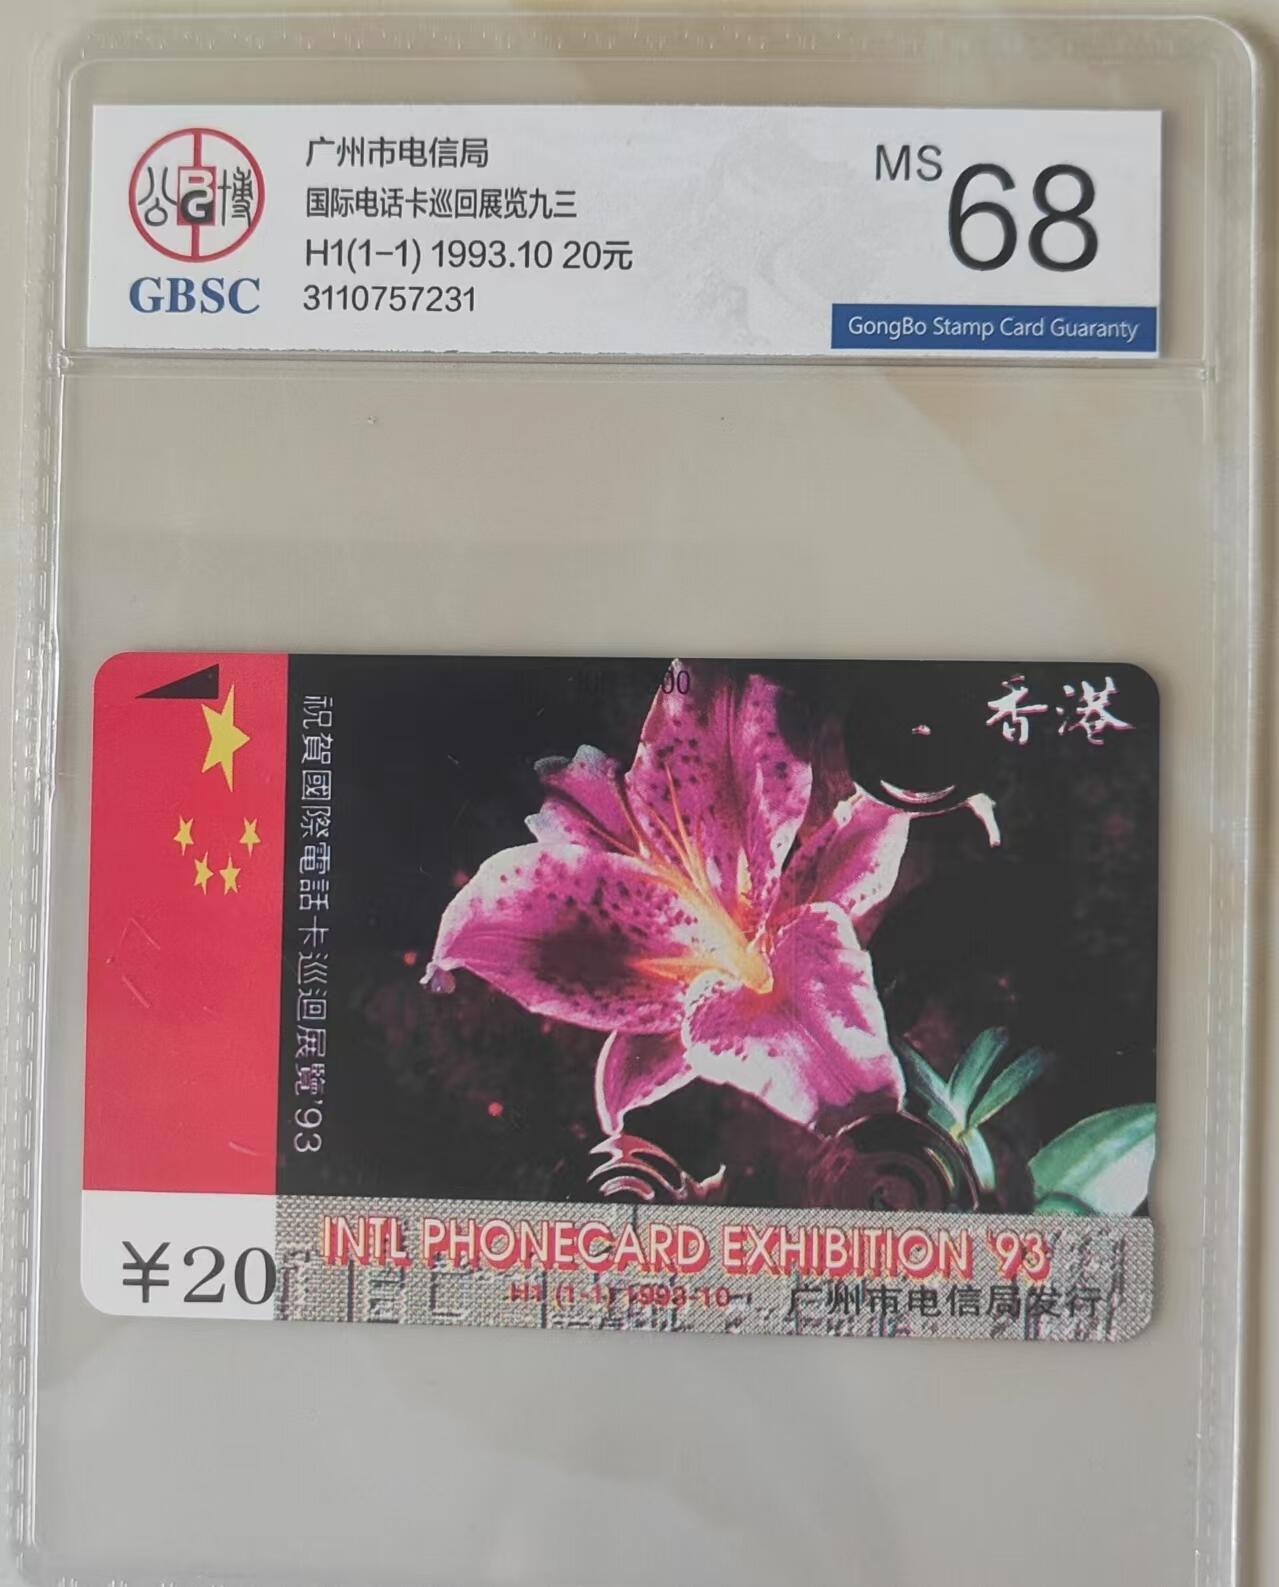 公博
GBSC
广州市电信局
国际电话卡巡回展览九三
H1(1-1) 1993.10 20元
3110757231
MS 68
GongBo Stamp Card Guaranty
香港
祝賀國際電話卡巡迴展覽'93
¥20
INTL PHONECARD EXHIBITION '93
H1 (1-1) 1993-10
广州市电信局发行